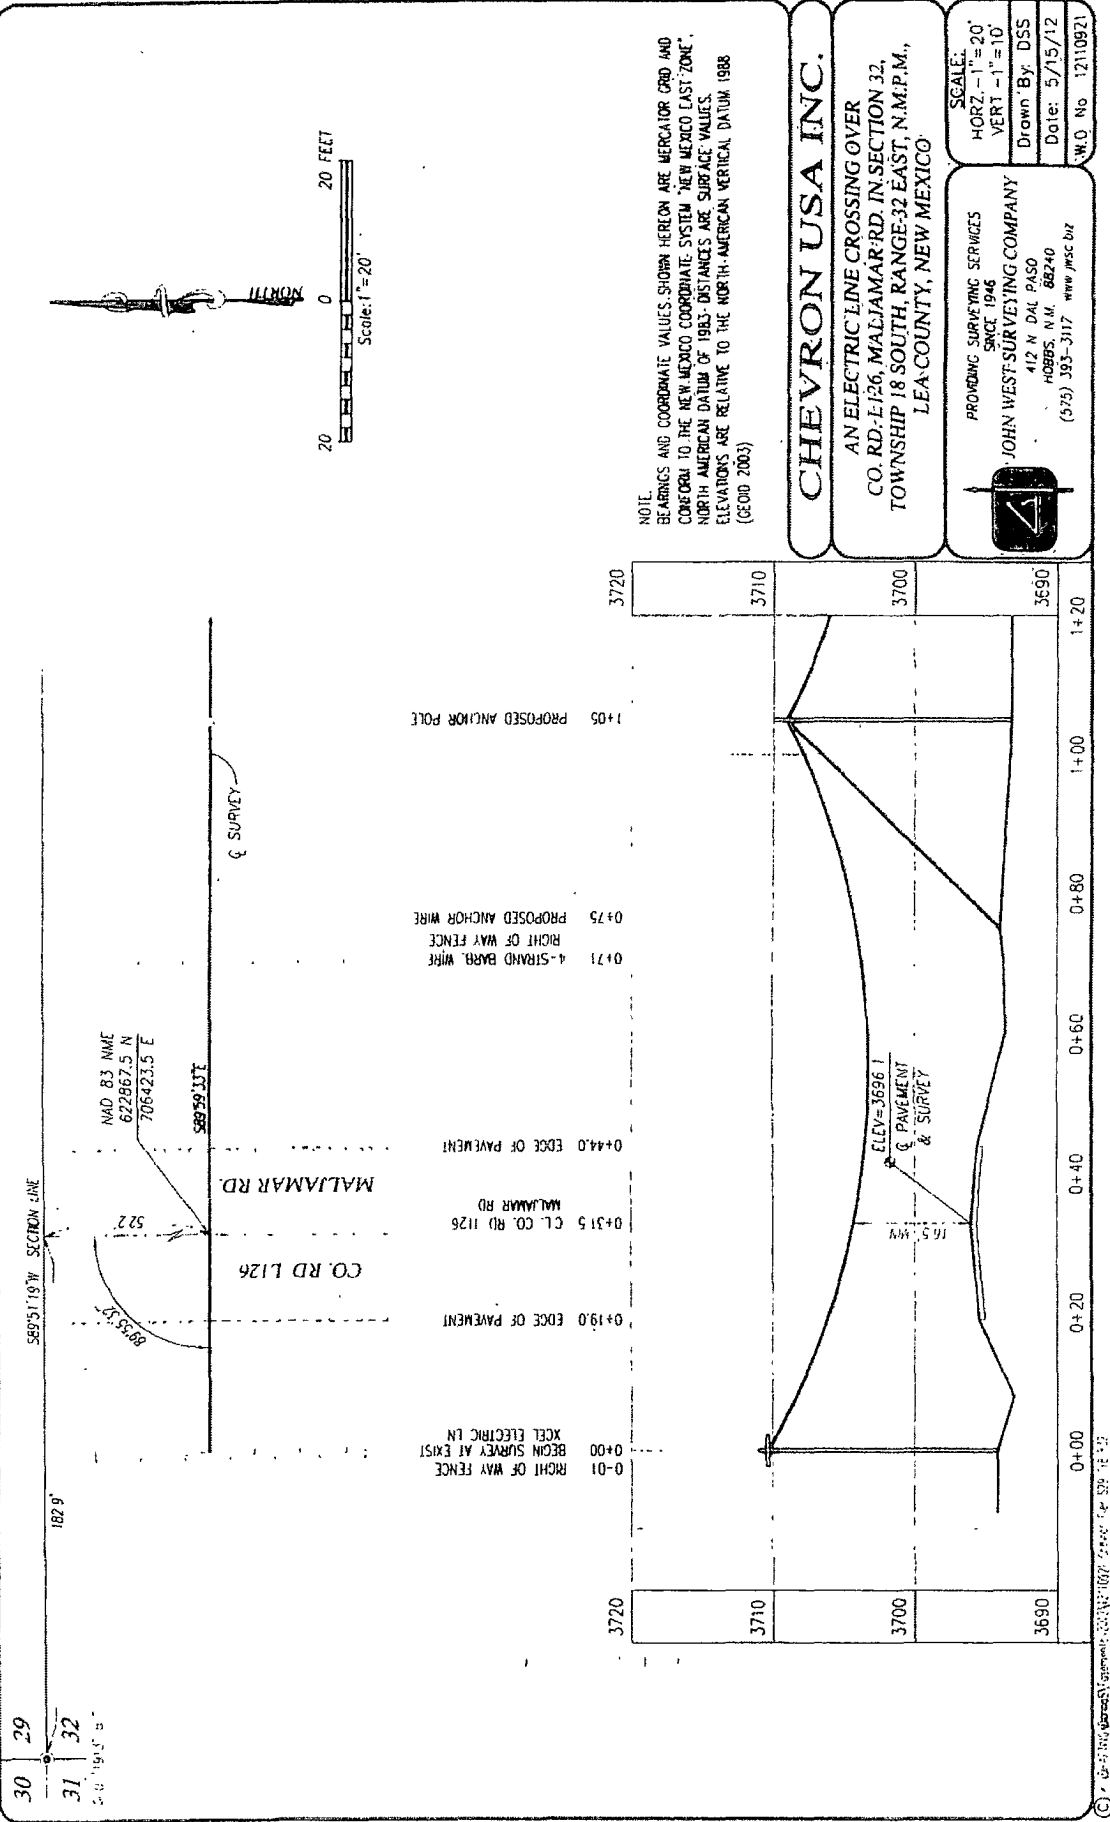 30 29
31 32
182.9'
S89°51'19"W SECTION LINE
52.2'
89°55'32"
NAD 83 NME
622867.5 N
706423.5 E
S89°59'33"E
CO. RD L126
MALJAMAR RD.
℄ SURVEY
NORTH
20 0 20 FEET
Scale: 1"=20'
0-01 RIGHT OF WAY FENCE
0+00 BEGIN SURVEY AT EXIST
XCEL ELECTRIC LN
0+19.0 EDGE OF PAVEMENT
0+31.5 C.L. CO. RD 1126
MALJAMAR RD
0+44.0 EDGE OF PAVEMENT
0+71 4-STRAND BARB. WIRE
RIGHT OF WAY FENCE
0+75 PROPOSED ANCHOR WIRE
1+05 PROPOSED ANCHOR POLE
3720 3720
3710 3710
3700 3700
3690 3690
ELEV=3696.1
℄ PAVEMENT
& SURVEY
16.5' MIN
0+00 0+20 0+40 0+60 0+80 1+00 1+20
NOTE
BEARINGS AND COORDINATE VALUES SHOWN HEREON ARE MERCATOR GRID AND
CONFORM TO THE NEW MEXICO COORDINATE SYSTEM "NEW MEXICO EAST ZONE",
NORTH AMERICAN DATUM OF 1983. DISTANCES ARE SURFACE VALUES.
ELEVATIONS ARE RELATIVE TO THE NORTH AMERICAN VERTICAL DATUM 1988
(GEOID 2003)
CHEVRON USA INC.
AN ELECTRIC LINE CROSSING OVER
CO. RD. L126, MALJAMAR RD. IN SECTION 32,
TOWNSHIP 18 SOUTH, RANGE 32 EAST, N.M.P.M.,
LEA COUNTY, NEW MEXICO
PROVIDING SURVEYING SERVICES
SINCE 1946
JOHN WEST SURVEYING COMPANY
412 N DAL PASO
HOBBS, N.M. 88240
(575) 393-3117 www.jwsc.biz
SCALE:
HORZ.-1"=20'
VERT.-1"=10'
Drawn By: DSS
Date: 5/15/12
W.O. No 12110921
©